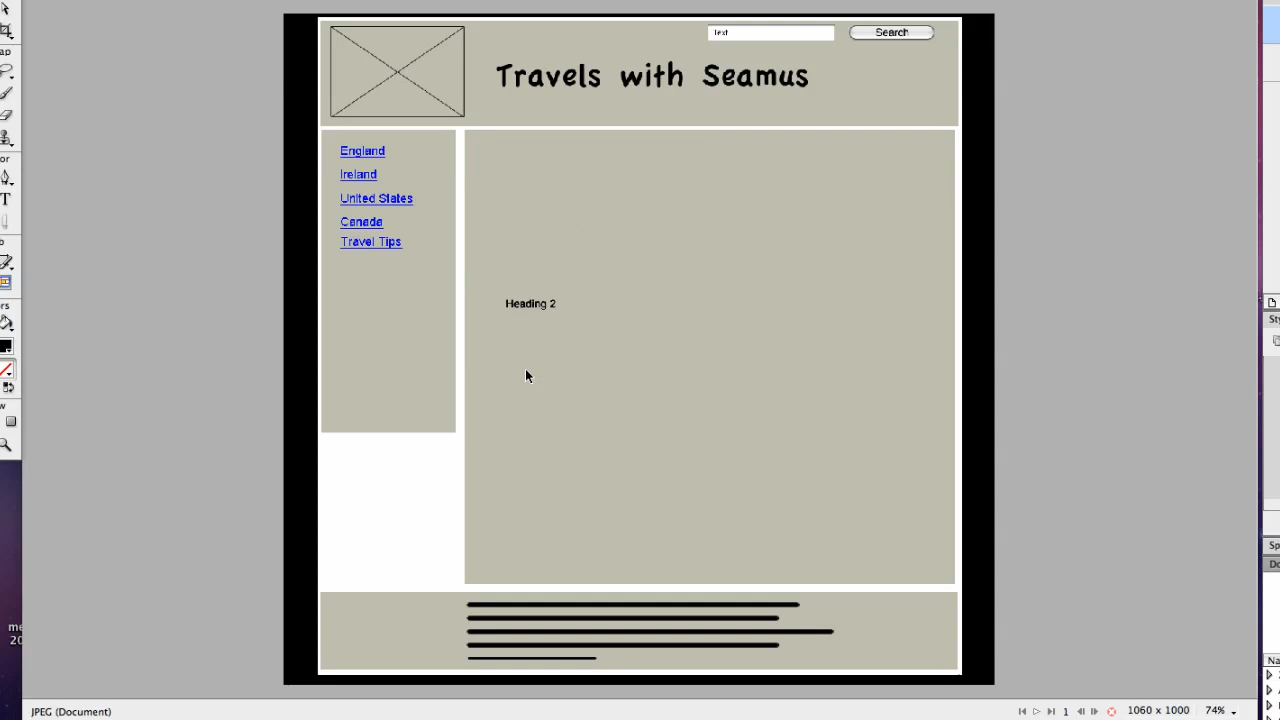 text
Search
Travels with Seamus
England
Ireland
United States
Canada
Travel Tips
Heading 2
JPEG (Document)
1
1060 x 1000
74%